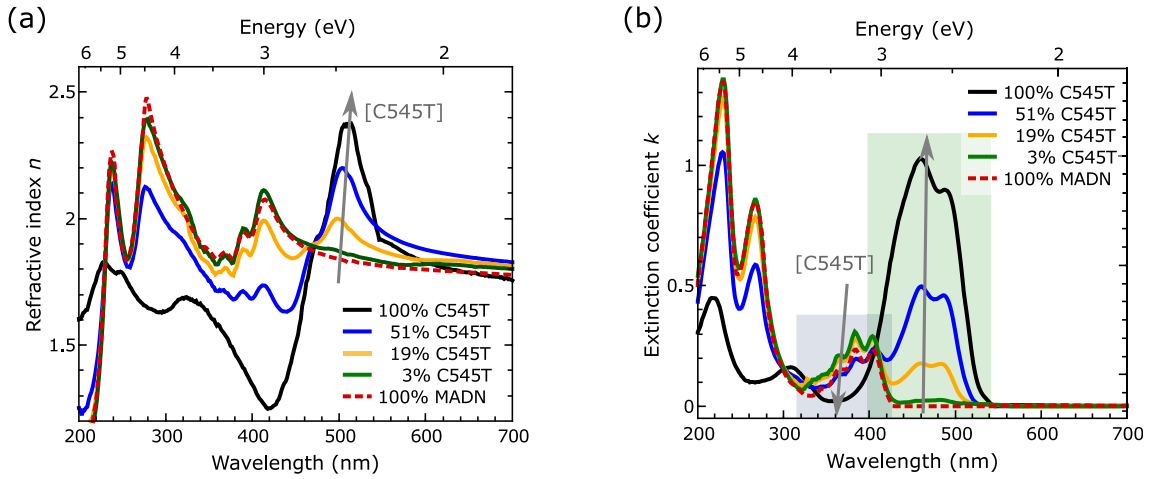 (a)
Energy (eV)
6 5 4 3 2
2.5
2
1.5
Refractive index n
[C545T]
100% C545T
51% C545T
19% C545T
3% C545T
100% MADN
200 300 400 500 600 700
Wavelength (nm)
(b)
Energy (eV)
6 5 4 3 2
1
0.5
0
Extinction coefficient k
100% C545T
51% C545T
19% C545T
3% C545T
100% MADN
[C545T]
200 300 400 500 600 700
Wavelength (nm)